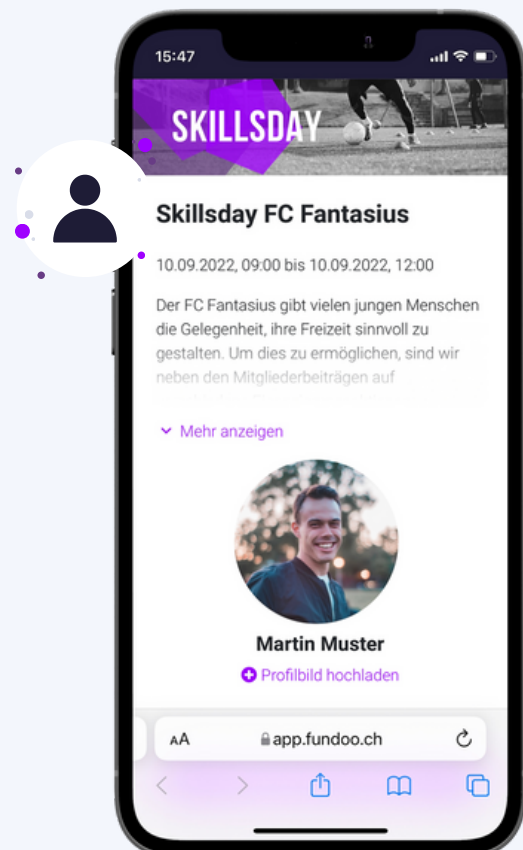 15:47
SKILLSDAY
Skillsday FC Fantasius
10.09.2022, 09:00 bis 10.09.2022, 12:00
Der FC Fantasius gibt vielen jungen Menschen
die Gelegenheit, ihre Freizeit sinnvoll zu
gestalten. Um dies zu ermöglichen, sind wir
neben den Mitgliederbeiträgen auf
Mehr anzeigen
Martin Muster
Profilbild hochladen
AA
app.fundoo.ch